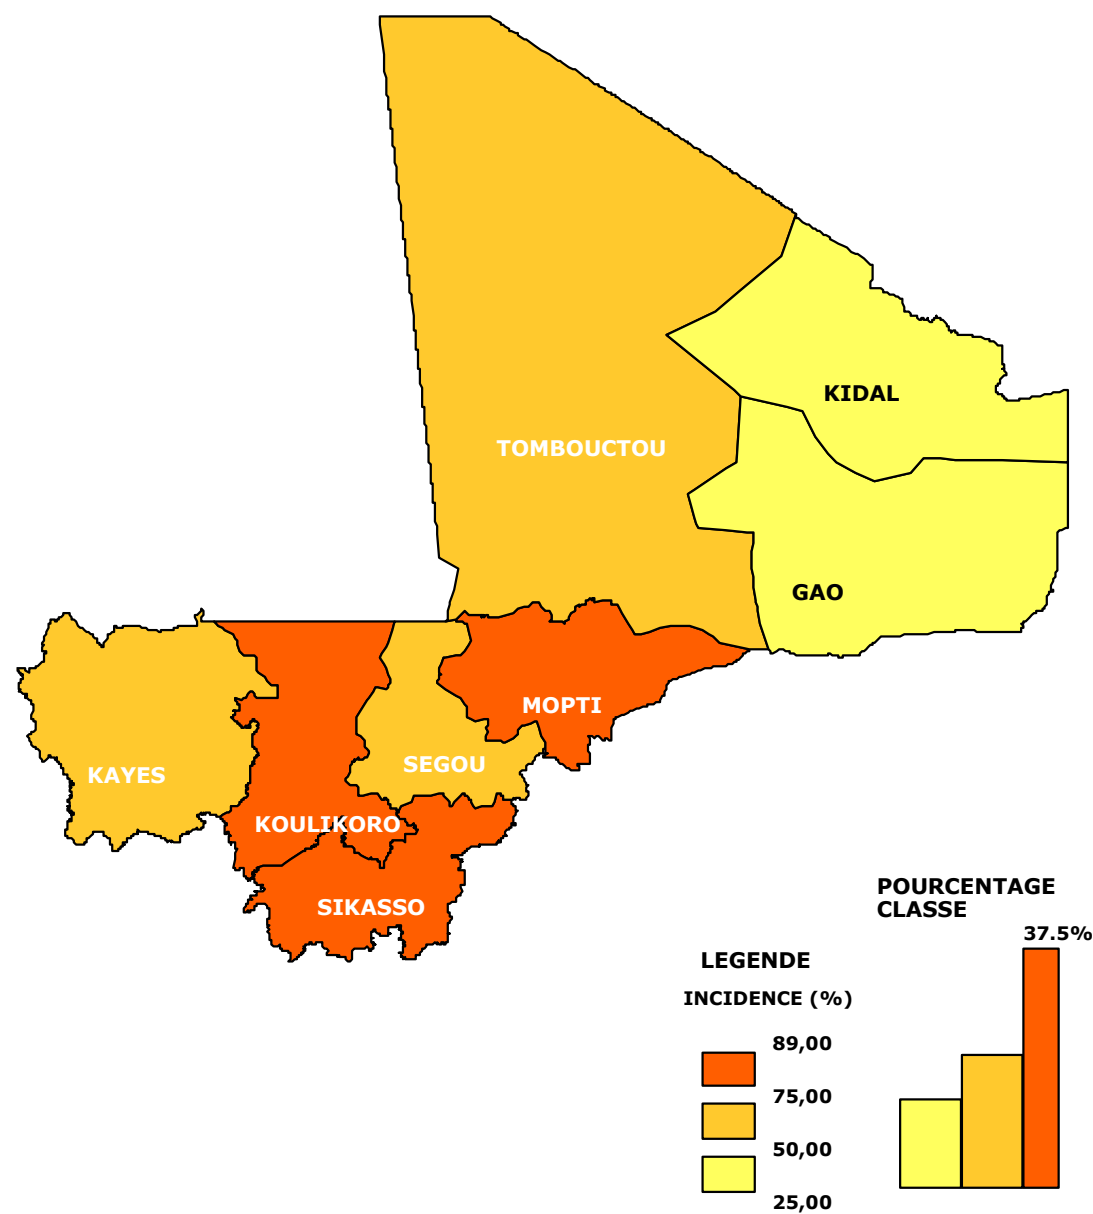 KIDAL
TOMBOUCTOU
GAO
MOPTI
SEGOU
KAYES
KOULIKORO
SIKASSO
POURCENTAGE
CLASSE
37.5%
LEGENDE
INCIDENCE (%)
89,00
75,00
50,00
25,00